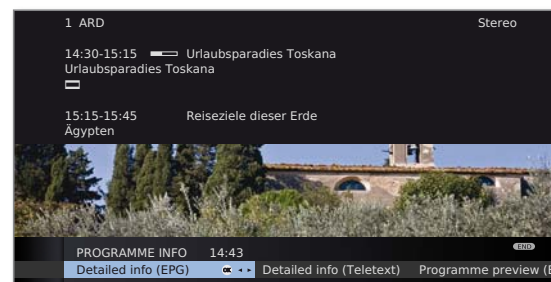 1 ARD Stereo
14:30-15:15 Urlaubsparadies Toskana
Urlaubsparadies Toskana
15:15-15:45 Reiseziele dieser Erde
Ägypten
END
PROGRAMME INFO 14:43
Detailed info (EPG) OK Detailed info (Teletext) Programme preview (